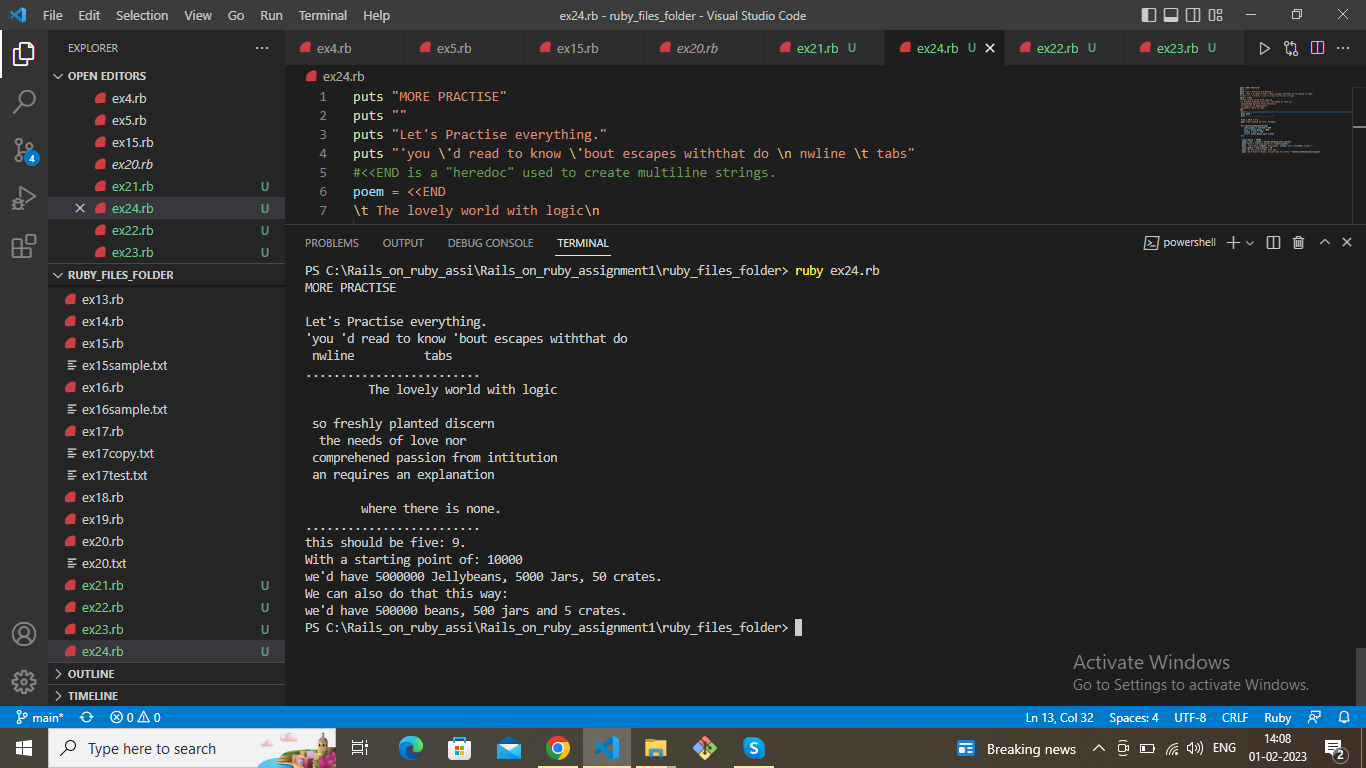 File Edit Selection View Go Run Terminal Help
ex24.rb - ruby_files_folder - Visual Studio Code
EXPLORER
OPEN EDITORS
ex4.rb
ex5.rb
ex15.rb
ex20.rb
ex21.rb U
ex24.rb U
ex22.rb U
ex23.rb U
RUBY_FILES_FOLDER
ex13.rb
ex14.rb
ex15.rb
ex15sample.txt
ex16.rb
ex16sample.txt
ex17.rb
ex17copy.txt
ex17test.txt
ex18.rb
ex19.rb
ex20.rb
ex20.txt
ex21.rb U
ex22.rb U
ex23.rb U
ex24.rb U
OUTLINE
TIMELINE
4
ex4.rb ex5.rb ex15.rb ex20.rb ex21.rb U ex24.rb U ex22.rb U ex23.rb U
ex24.rb
1 puts "MORE PRACTISE"
2 puts ""
3 puts "Let's Practise everything."
4 puts "'you \'d read to know \'bout escapes withthat do \n nwline \t tabs"
5 #<<END is a "heredoc" used to create multiline strings.
6 poem = <<END
7 \t The lovely world with logic\n
PROBLEMS OUTPUT DEBUG CONSOLE TERMINAL
powershell
PS C:\Rails_on_ruby_assi\Rails_on_ruby_assignment1\ruby_files_folder> ruby ex24.rb
MORE PRACTISE
Let's Practise everything.
'you 'd read to know 'bout escapes withthat do
nwline tabs
.........................
The lovely world with logic
so freshly planted discern
the needs of love nor
comprehened passion from intitution
an requires an explanation
where there is none.
.........................
this should be five: 9.
With a starting point of: 10000
we'd have 5000000 Jellybeans, 5000 Jars, 50 crates.
We can also do that this way:
we'd have 500000 beans, 500 jars and 5 crates.
PS C:\Rails_on_ruby_assi\Rails_on_ruby_assignment1\ruby_files_folder>
Activate Windows
Go to Settings to activate Windows.
main* 0 0 Ln 13, Col 32 Spaces: 4 UTF-8 CRLF Ruby
Type here to search
Breaking news
ENG
14:08
01-02-2023
2